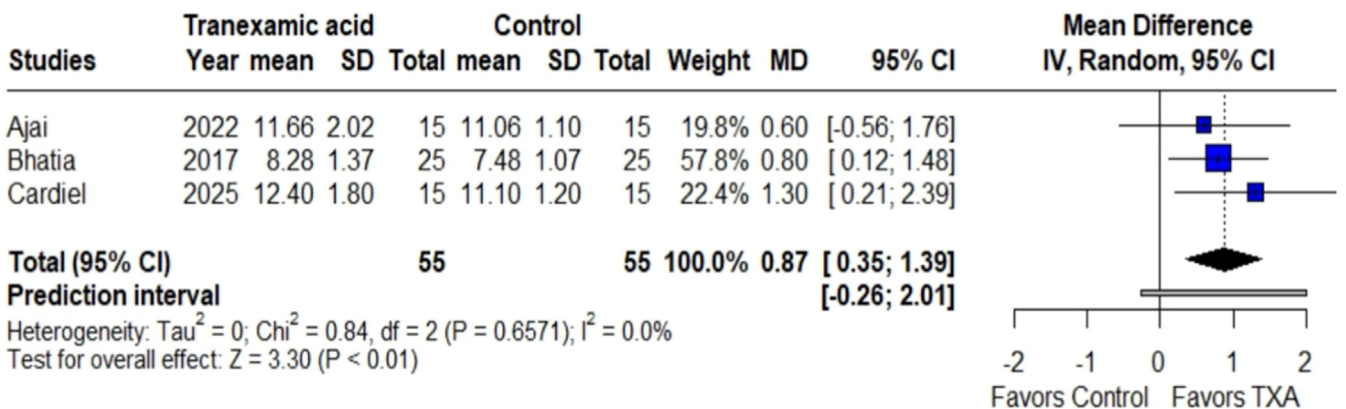 Tranexamic acid Control Mean Difference
Studies Year mean SD Total mean SD Total Weight MD 95% CI IV, Random, 95% CI
Ajai 2022 11.66 2.02 15 11.06 1.10 15 19.8% 0.60 [-0.56; 1.76]
Bhatia 2017 8.28 1.37 25 7.48 1.07 25 57.8% 0.80 [ 0.12; 1.48]
Cardiel 2025 12.40 1.80 15 11.10 1.20 15 22.4% 1.30 [ 0.21; 2.39]
Total (95% CI) 55 55 100.0% 0.87 [ 0.35; 1.39]
Prediction interval [-0.26; 2.01]
Heterogeneity: Tau² = 0; Chi² = 0.84, df = 2 (P = 0.6571); I² = 0.0%
Test for overall effect: Z = 3.30 (P < 0.01)
-2 -1 0 1 2
Favors Control Favors TXA